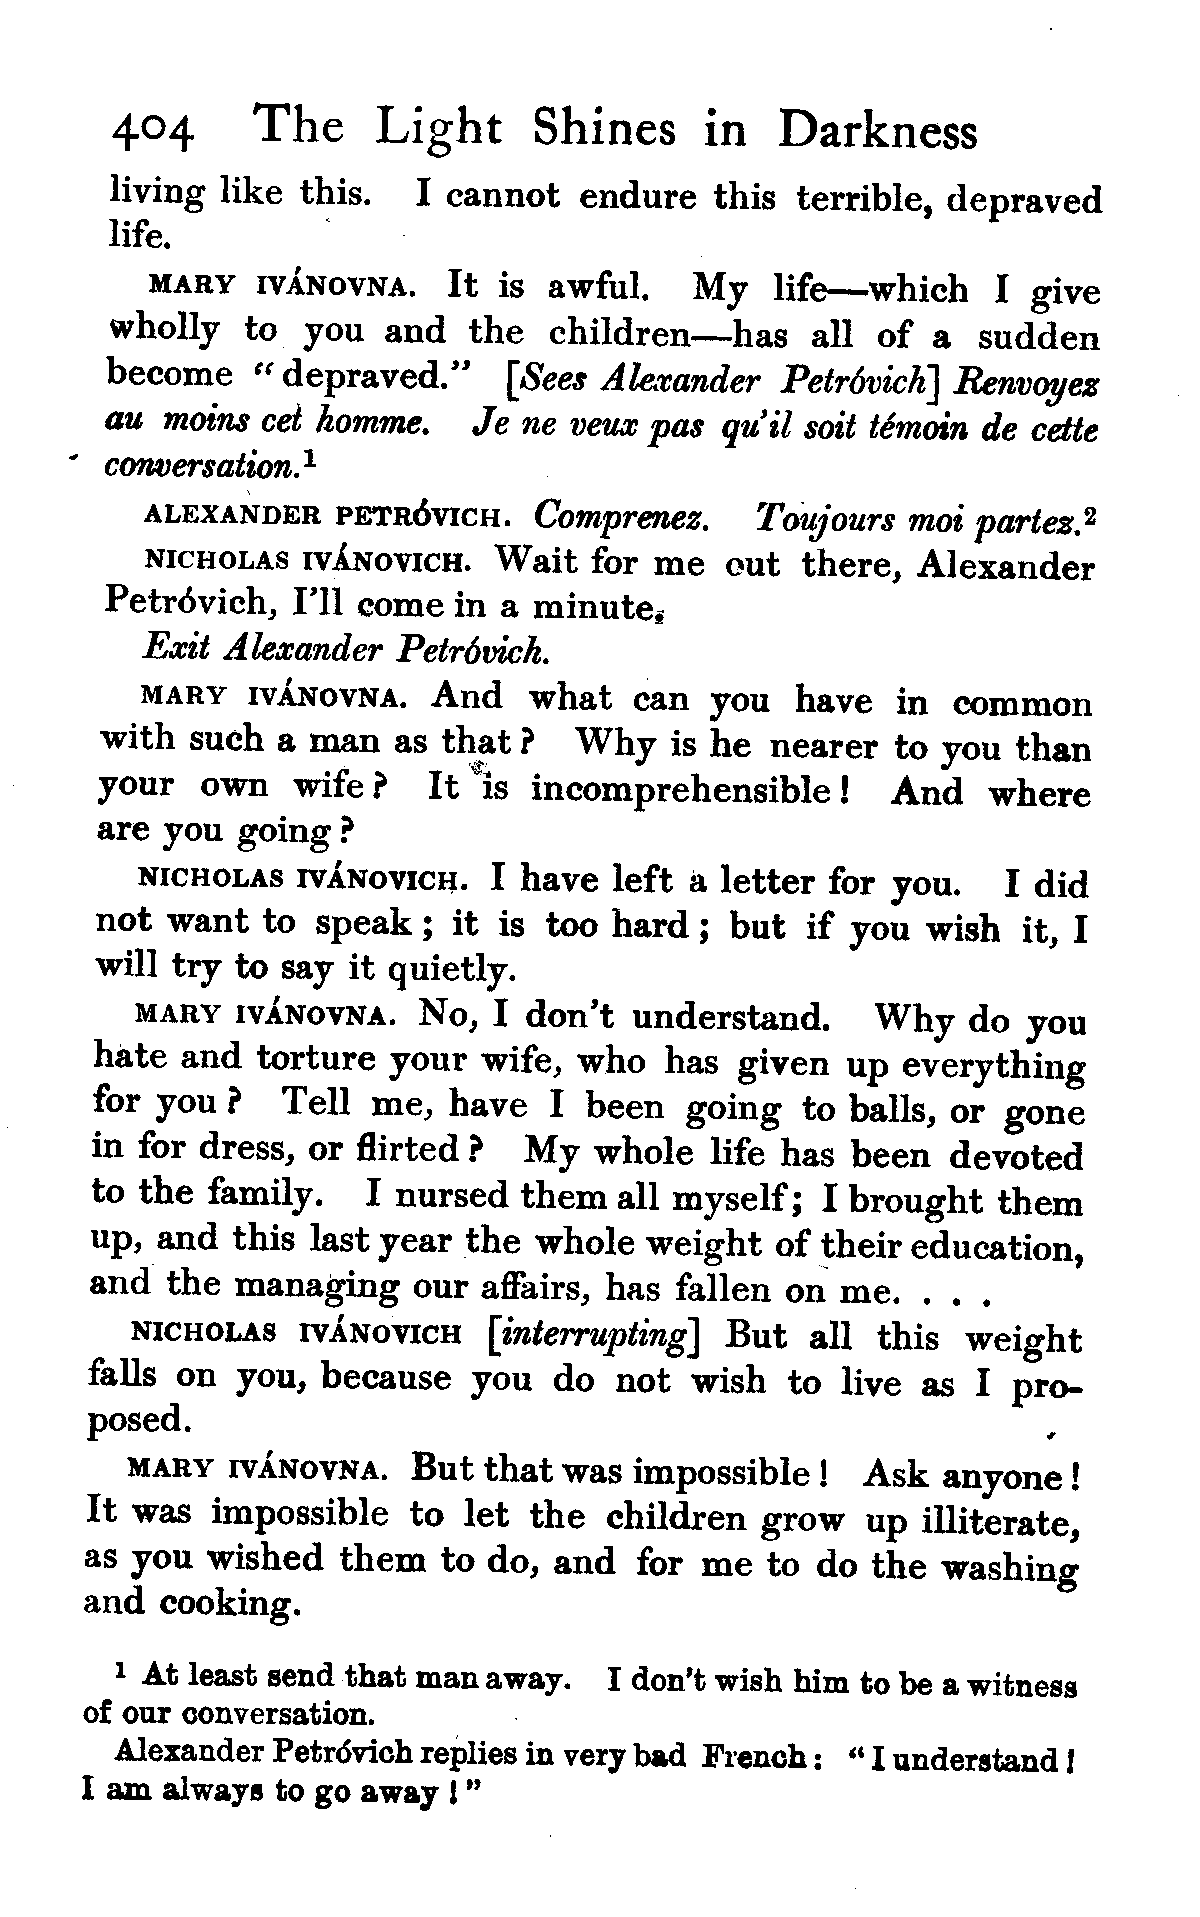 404 The Light Shines in Darkness
living like this. I cannot endure this terrible, depraved
life.
MARY IVÁNOVNA. It is awful. My life—which I give
wholly to you and the children—has all of a sudden
become "depraved." [Sees Alexander Petróvich] Renvoyez
au moins cet homme. Je ne veux pas qu'il soit témoin de cette
conversation.¹
ALEXANDER PETRÓVICH. Comprenez. Toujours moi partez.²
NICHOLAS IVÁNOVICH. Wait for me out there, Alexander
Petróvich, I'll come in a minute.
Exit Alexander Petróvich.
MARY IVÁNOVNA. And what can you have in common
with such a man as that? Why is he nearer to you than
your own wife? It is incomprehensible! And where
are you going?
NICHOLAS IVÁNOVICH. I have left a letter for you. I did
not want to speak; it is too hard; but if you wish it, I
will try to say it quietly.
MARY IVÁNOVNA. No, I don't understand. Why do you
hate and torture your wife, who has given up everything
for you? Tell me, have I been going to balls, or gone
in for dress, or flirted? My whole life has been devoted
to the family. I nursed them all myself; I brought them
up, and this last year the whole weight of their education,
and the managing our affairs, has fallen on me. . . .
NICHOLAS IVÁNOVICH [interrupting] But all this weight
falls on you, because you do not wish to live as I pro-
posed.
MARY IVÁNOVNA. But that was impossible! Ask anyone!
It was impossible to let the children grow up illiterate,
as you wished them to do, and for me to do the washing
and cooking.
¹ At least send that man away. I don't wish him to be a witness
of our conversation.
Alexander Petróvich replies in very bad French: "I understand!
I am always to go away!"